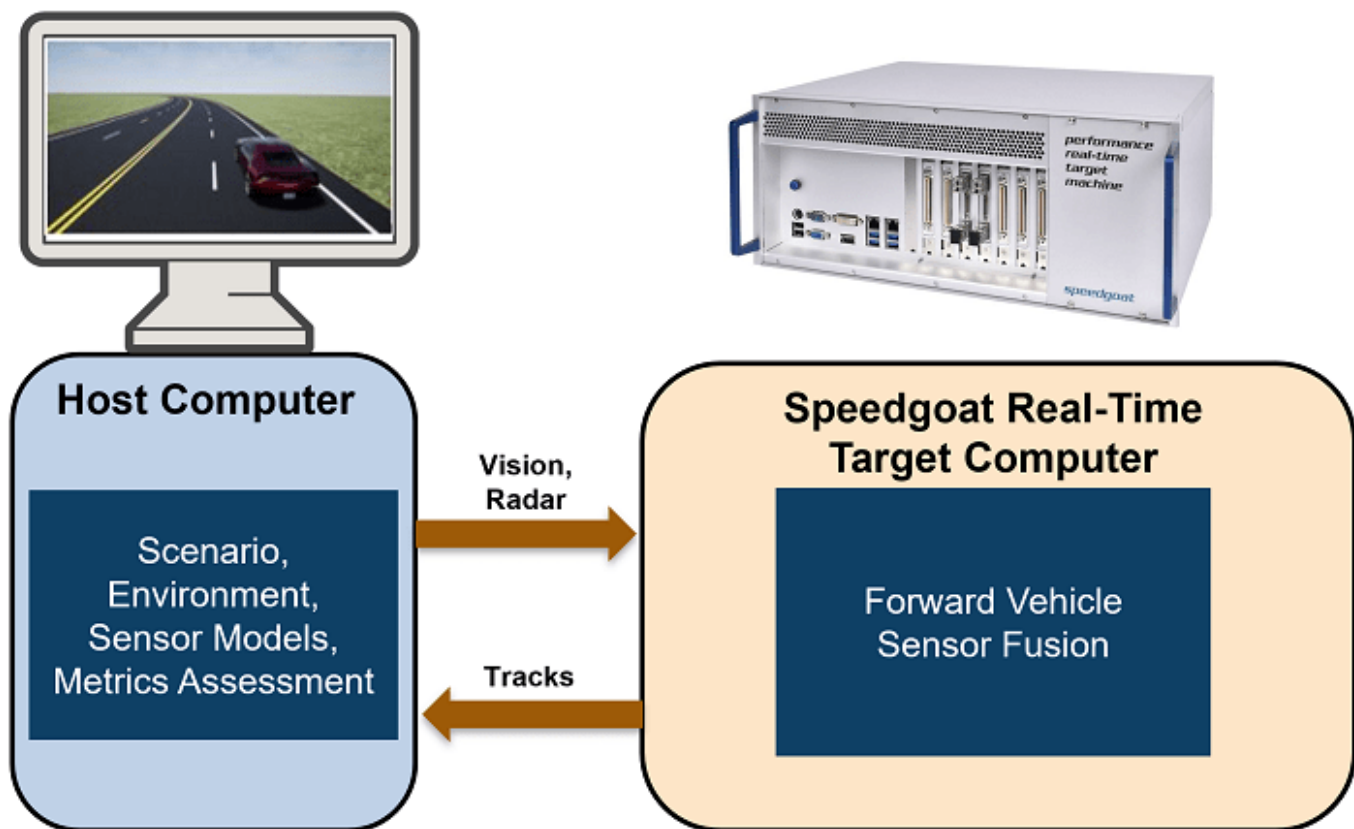 performance
real-time
target
machine
speedgoat
Host Computer
Scenario,
Environment,
Sensor Models,
Metrics Assessment
Vision,
Radar
Tracks
Speedgoat Real-Time
Target Computer
Forward Vehicle
Sensor Fusion